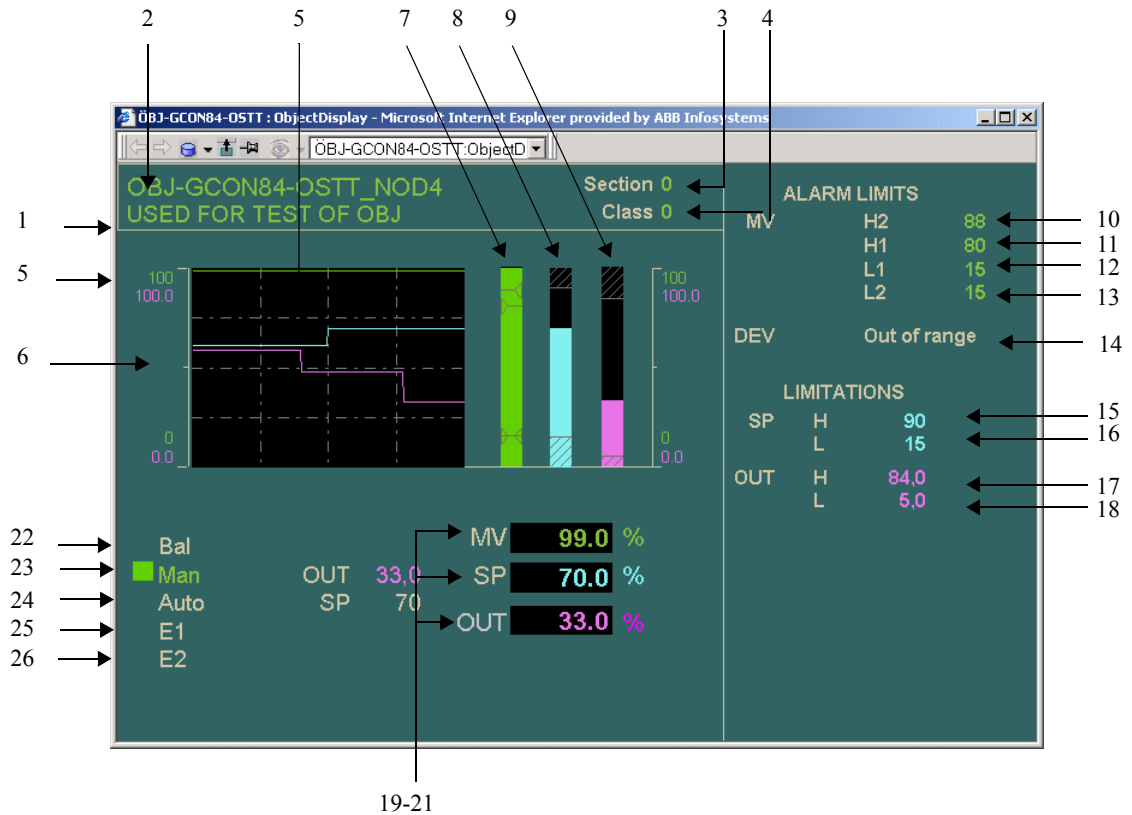 2 5 7 8 9 3 4
ÖBJ-GCON84-OSTT : ObjectDisplay - Microsoft Internet Explorer provided by ABB Infosystems
ÖBJ-GCON84-OSTT:ObjectD
ÖBJ-GCON84-OSTT_NOD4
USED FOR TEST OF ÖBJ
Section 0
Class 0
1
5
6
100
100.0
0
0.0
100
100.0
0
0.0
ALARM LIMITS
MV H2 88 10
H1 80 11
L1 15 12
L2 15 13
DEV Out of range 14
LIMITATIONS
SP H 90 15
L 15 16
OUT H 84,0 17
L 5,0 18
22 Bal
23 Man OUT 33,0
24 Auto SP 70
25 E1
26 E2
MV 99.0 %
SP 70.0 %
OUT 33.0 %
19-21